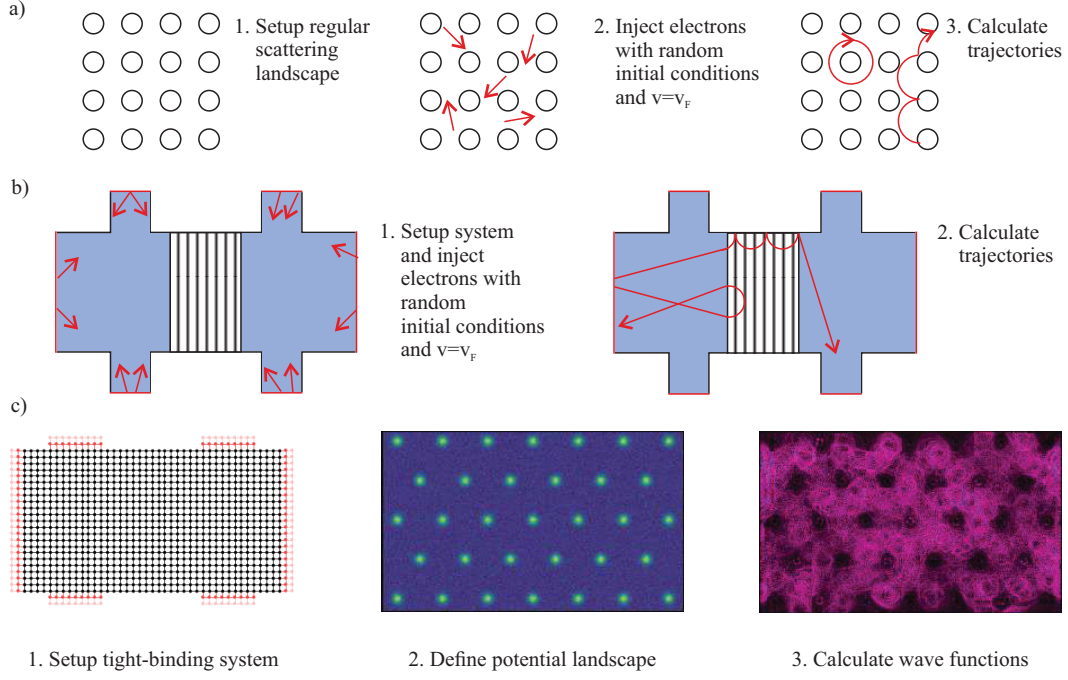 a)
1. Setup regular
scattering
landscape
2. Inject electrons
with random
initial conditions
and v=v_F
3. Calculate
trajectories
b)
1. Setup system
and inject
electrons with
random
initial conditions
and v=v_F
2. Calculate
trajectories
c)
1. Setup tight-binding system
2. Define potential landscape
3. Calculate wave functions